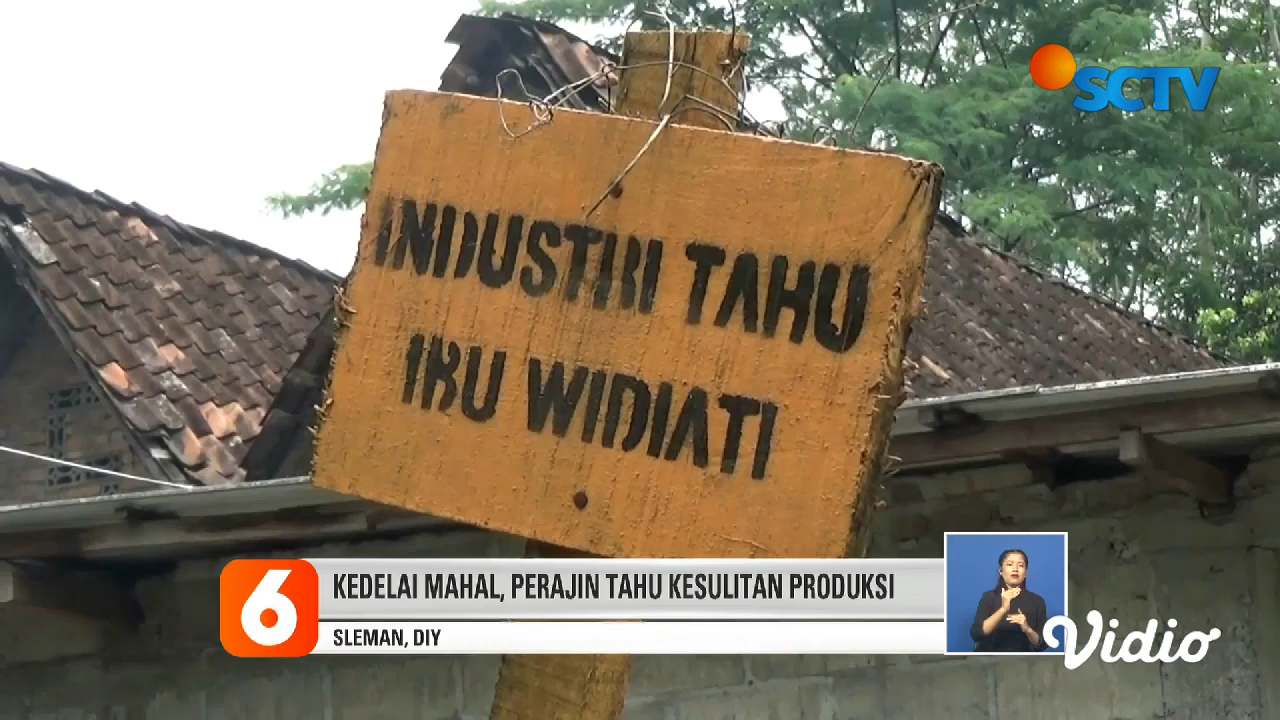 SCTV
INDUSTRI TAHU
IBU WIDIATI
6
KEDELAI MAHAL, PERAJIN TAHU KESULITAN PRODUKSI
SLEMAN, DIY
Vidio